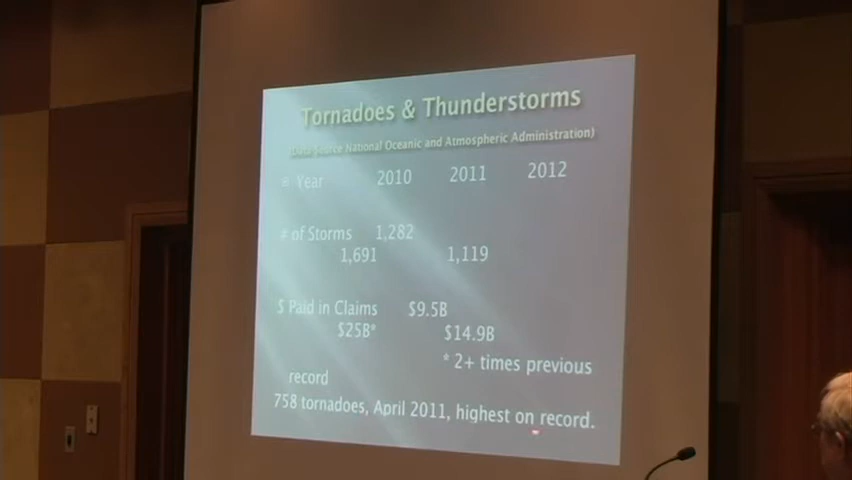 Tornadoes & Thunderstorms
(Data Source National Oceanic and Atmospheric Administration)
Year 2010 2011 2012
# of Storms 1,282
1,691 1,119
$ Paid in Claims $9.5B
$25B* $14.9B
* 2+ times previous
record
758 tornadoes, April 2011, highest on record.